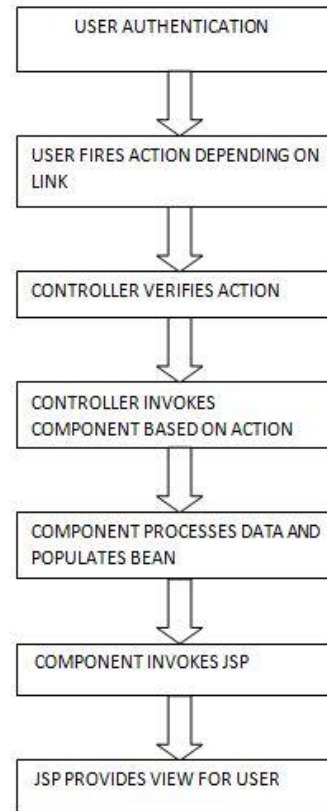 USER AUTHENTICATION
USER FIRES ACTION DEPENDING ON
LINK
CONTROLLER VERIFIES ACTION
CONTROLLER INVOKES
COMPONENT BASED ON ACTION
COMPONENT PROCESSES DATA AND
POPULATES BEAN
COMPONENT INVOKES JSP
JSP PROVIDES VIEW FOR USER